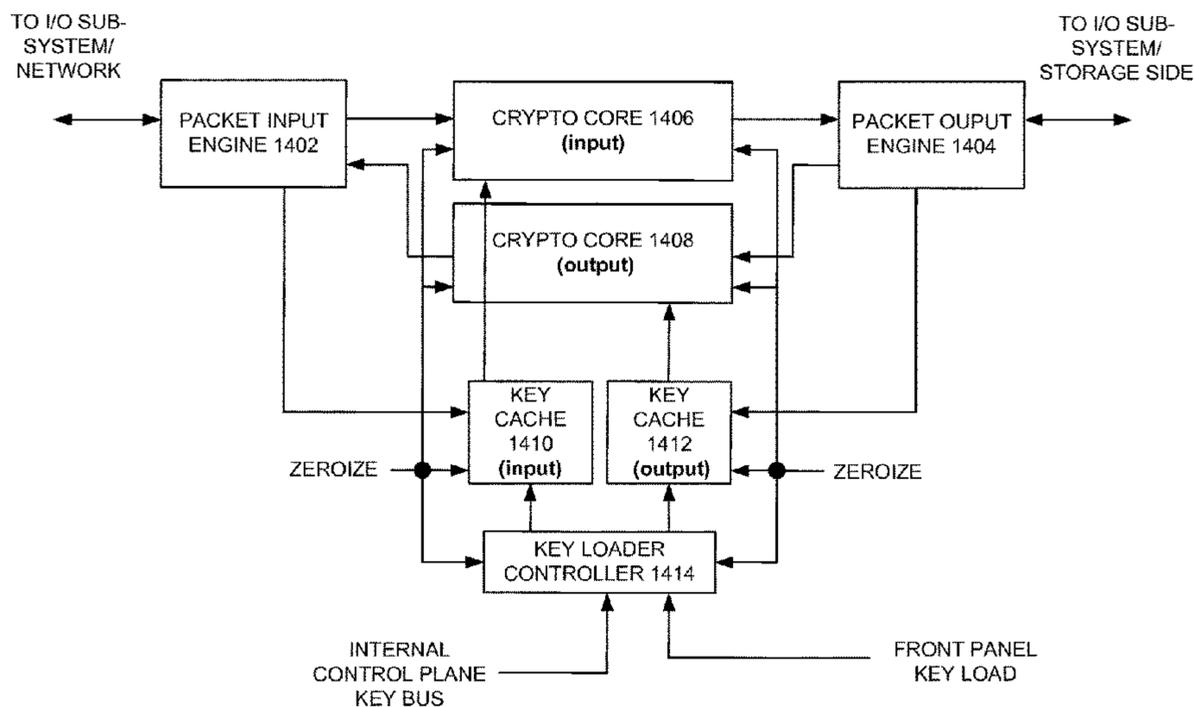 TO I/O SUB-
SYSTEM/
NETWORK
TO I/O SUB-
SYSTEM/
STORAGE SIDE
PACKET INPUT
ENGINE 1402
CRYPTO CORE 1406
(input)
PACKET OUPUT
ENGINE 1404
CRYPTO CORE 1408
(output)
KEY
CACHE
1410
(input)
KEY
CACHE
1412
(output)
ZEROIZE
ZEROIZE
KEY LOADER
CONTROLLER 1414
INTERNAL
CONTROL PLANE
KEY BUS
FRONT PANEL
KEY LOAD